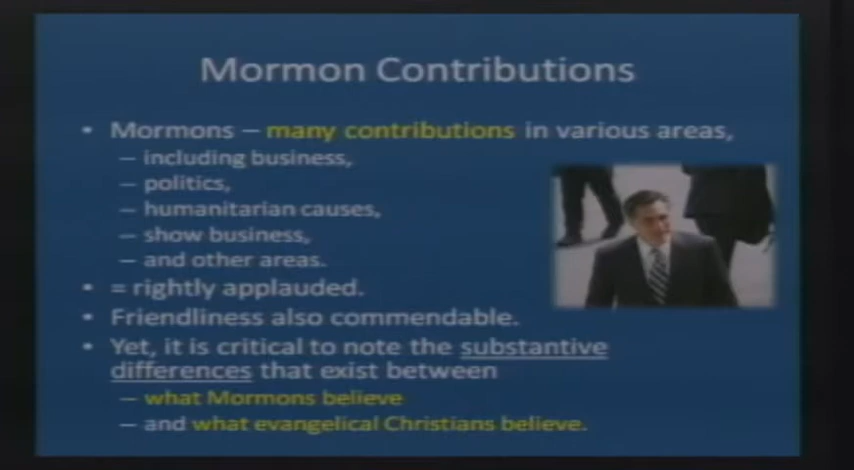 Mormon Contributions
• Mormons – many contributions in various areas,
– including business,
– politics,
– humanitarian causes,
– show business,
– and other areas.
• = rightly applauded.
• Friendliness also commendable.
• Yet, it is critical to note the substantive
differences that exist between
– what Mormons believe
– and what evangelical Christians believe.